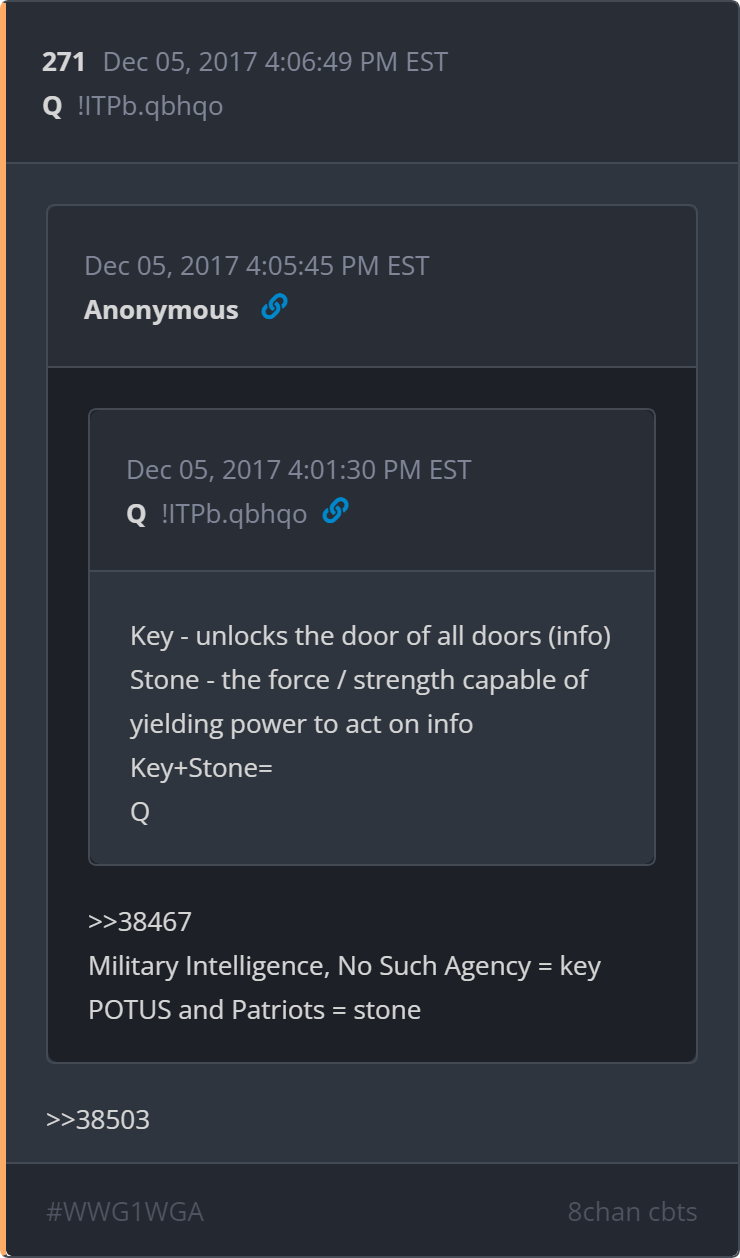 271 Dec 05, 2017 4:06:49 PM EST
Q !ITPb.qbhqo
Dec 05, 2017 4:05:45 PM EST
Anonymous
Dec 05, 2017 4:01:30 PM EST
Q !ITPb.qbhqo
Key - unlocks the door of all doors (info)
Stone - the force / strength capable of
yielding power to act on info
Key+Stone=
Q
>>38467
Military Intelligence, No Such Agency = key
POTUS and Patriots = stone
>>38503
#WWG1WGA 8chan cbts